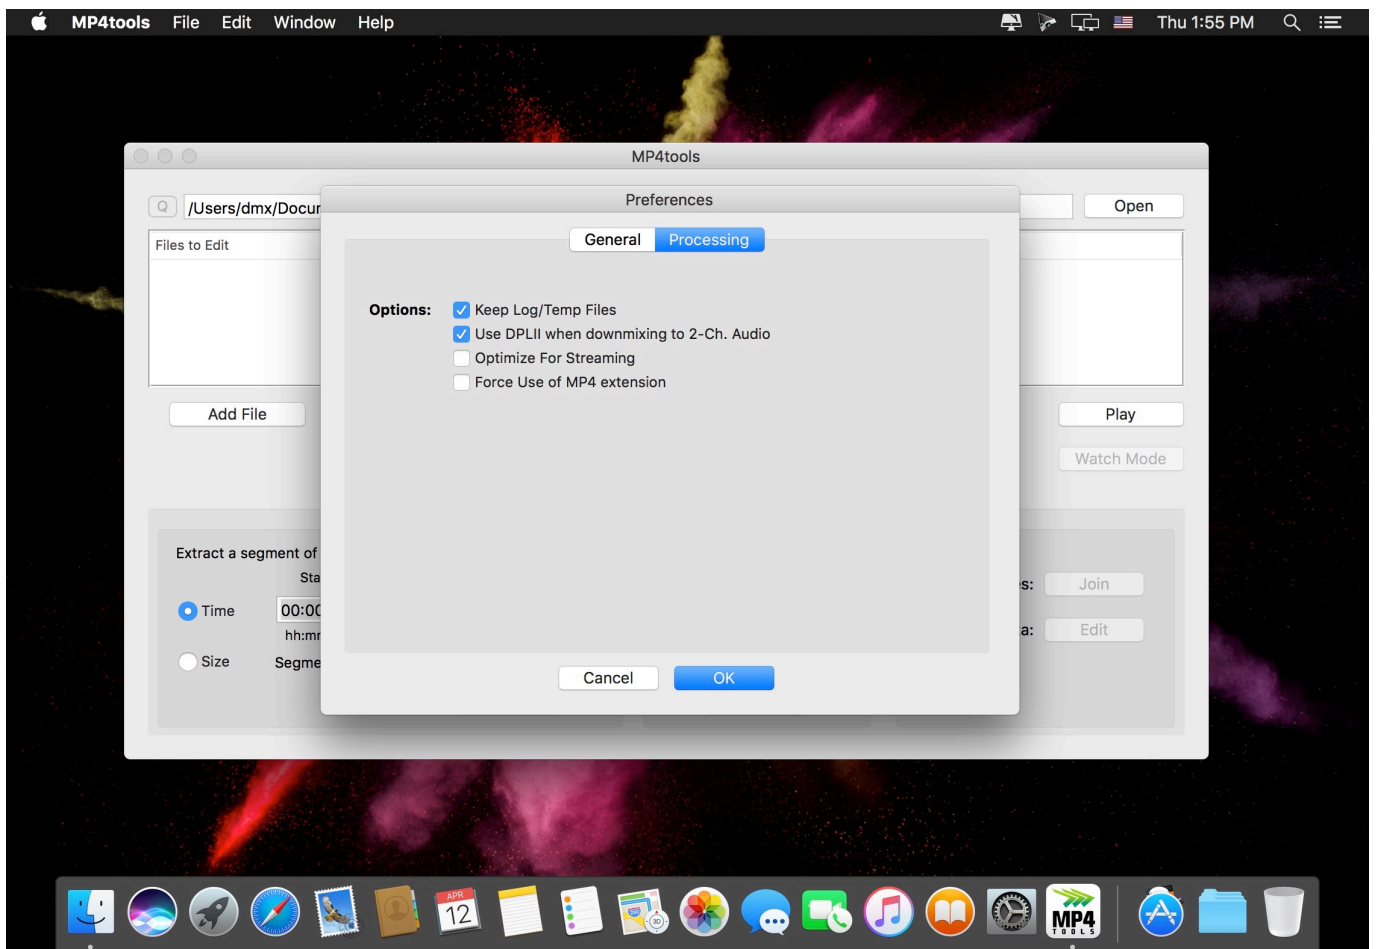 MP4tools File Edit Window Help Thu 1:55 PM
MP4tools
Preferences
Q /Users/dmx/Docur Open
General Processing
Files to Edit
Options: Keep Log/Temp Files
Use DPLII when downmixing to 2-Ch. Audio
Optimize For Streaming
Force Use of MP4 extension
Add File Play
Watch Mode
Extract a segment of
Sta
s: Join
Time 00:00
hh:mm
a: Edit
Size Segme
Cancel OK
APR
12
3D
MP4
TOOLS